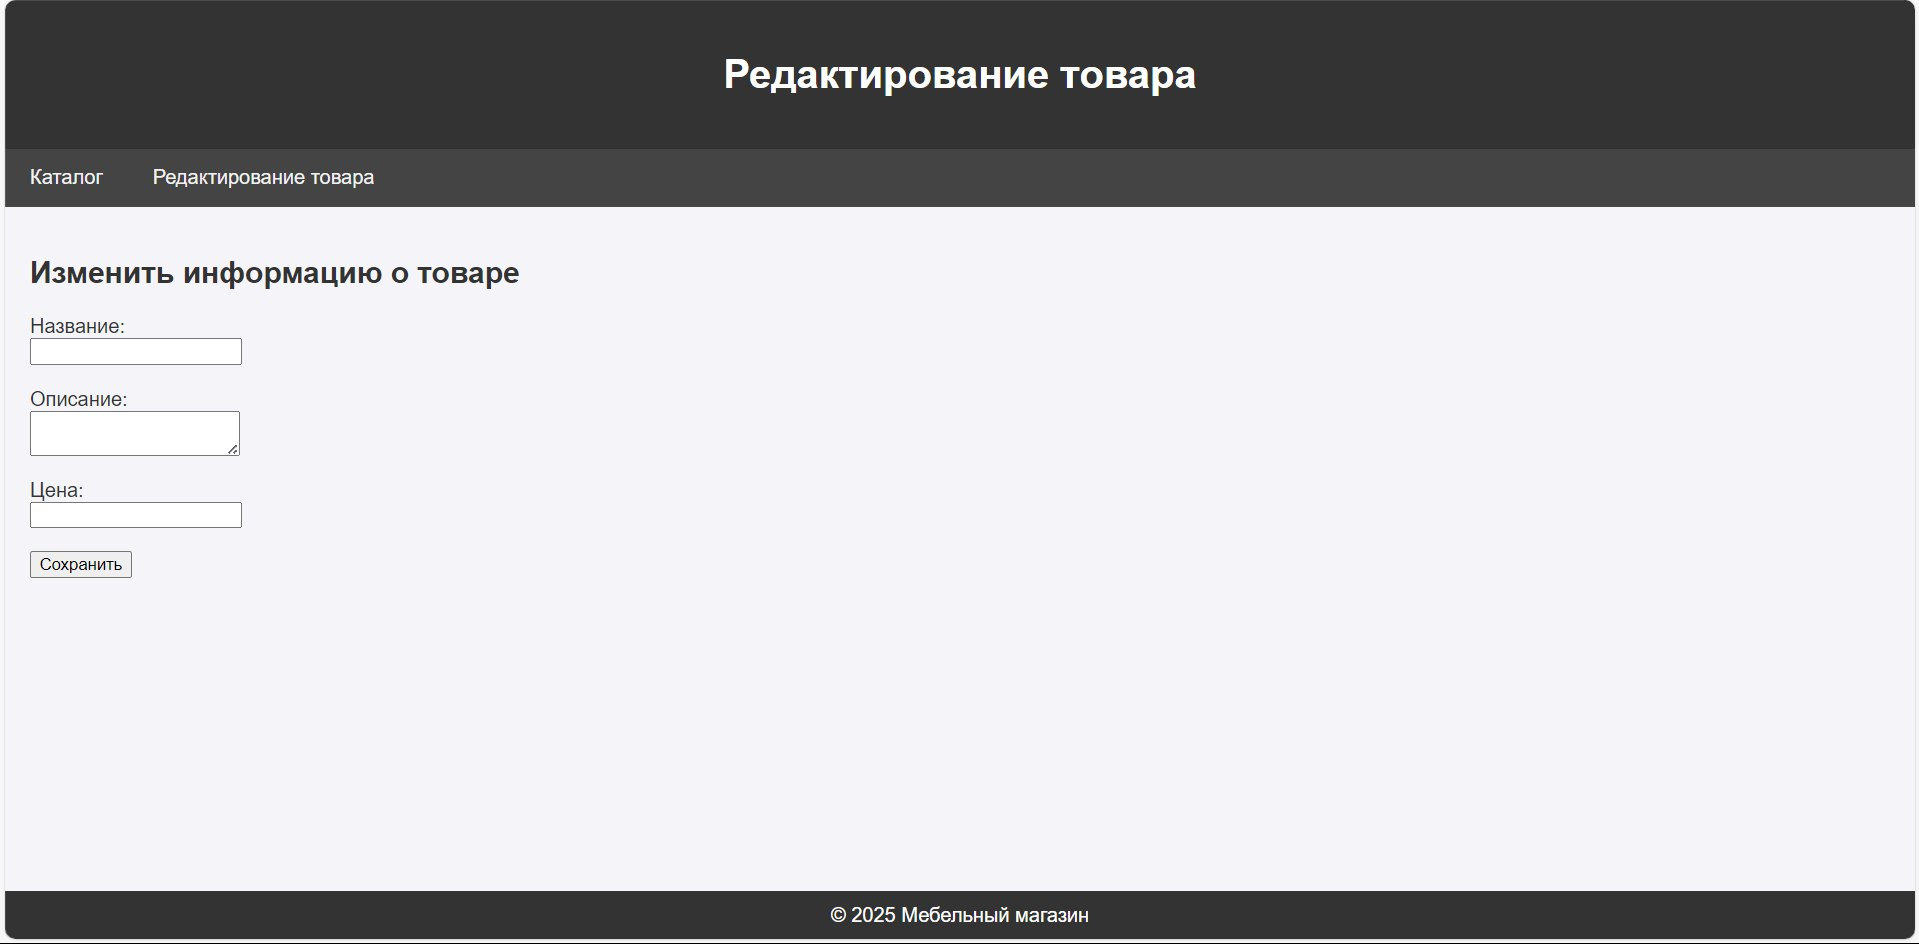 Редактирование товара
Каталог Редактирование товара
Изменить информацию о товаре
Название:
Описание:
Цена:
Сохранить
© 2025 Мебельный магазин